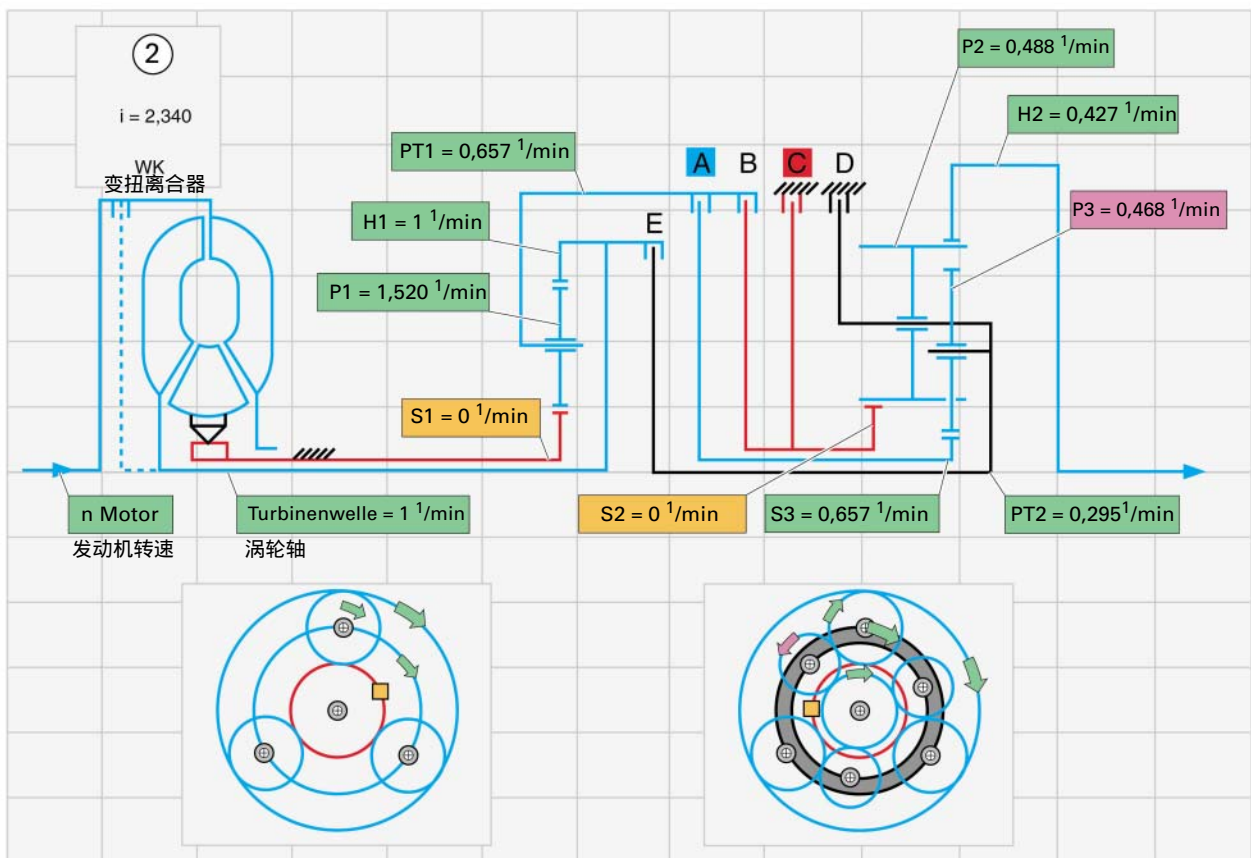 2
i = 2,340
WK
变扭离合器
P2 = 0,488 1/min
H2 = 0,427 1/min
PT1 = 0,657 1/min
A B C D
H1 = 1 1/min
E
P3 = 0,468 1/min
P1 = 1,520 1/min
S1 = 0 1/min
n Motor
Turbinenwelle = 1 1/min
S2 = 0 1/min
S3 = 0,657 1/min
PT2 = 0,295 1/min
发动机转速
涡轮轴